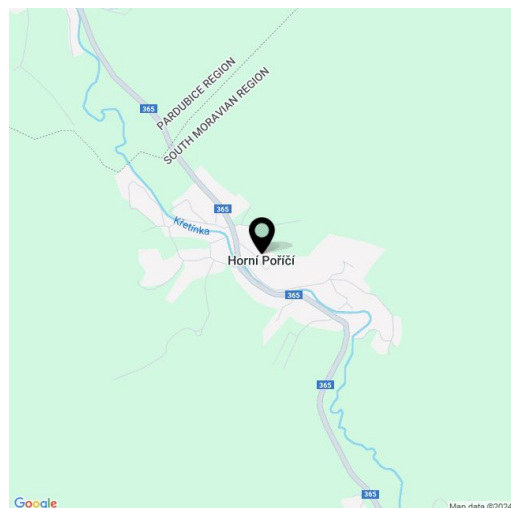 365
PARDUBICE REGION
SOUTH MORAVIAN REGION
365
Křetínka
Horní Poříčí
365
365
365
Google
Map data ©2024